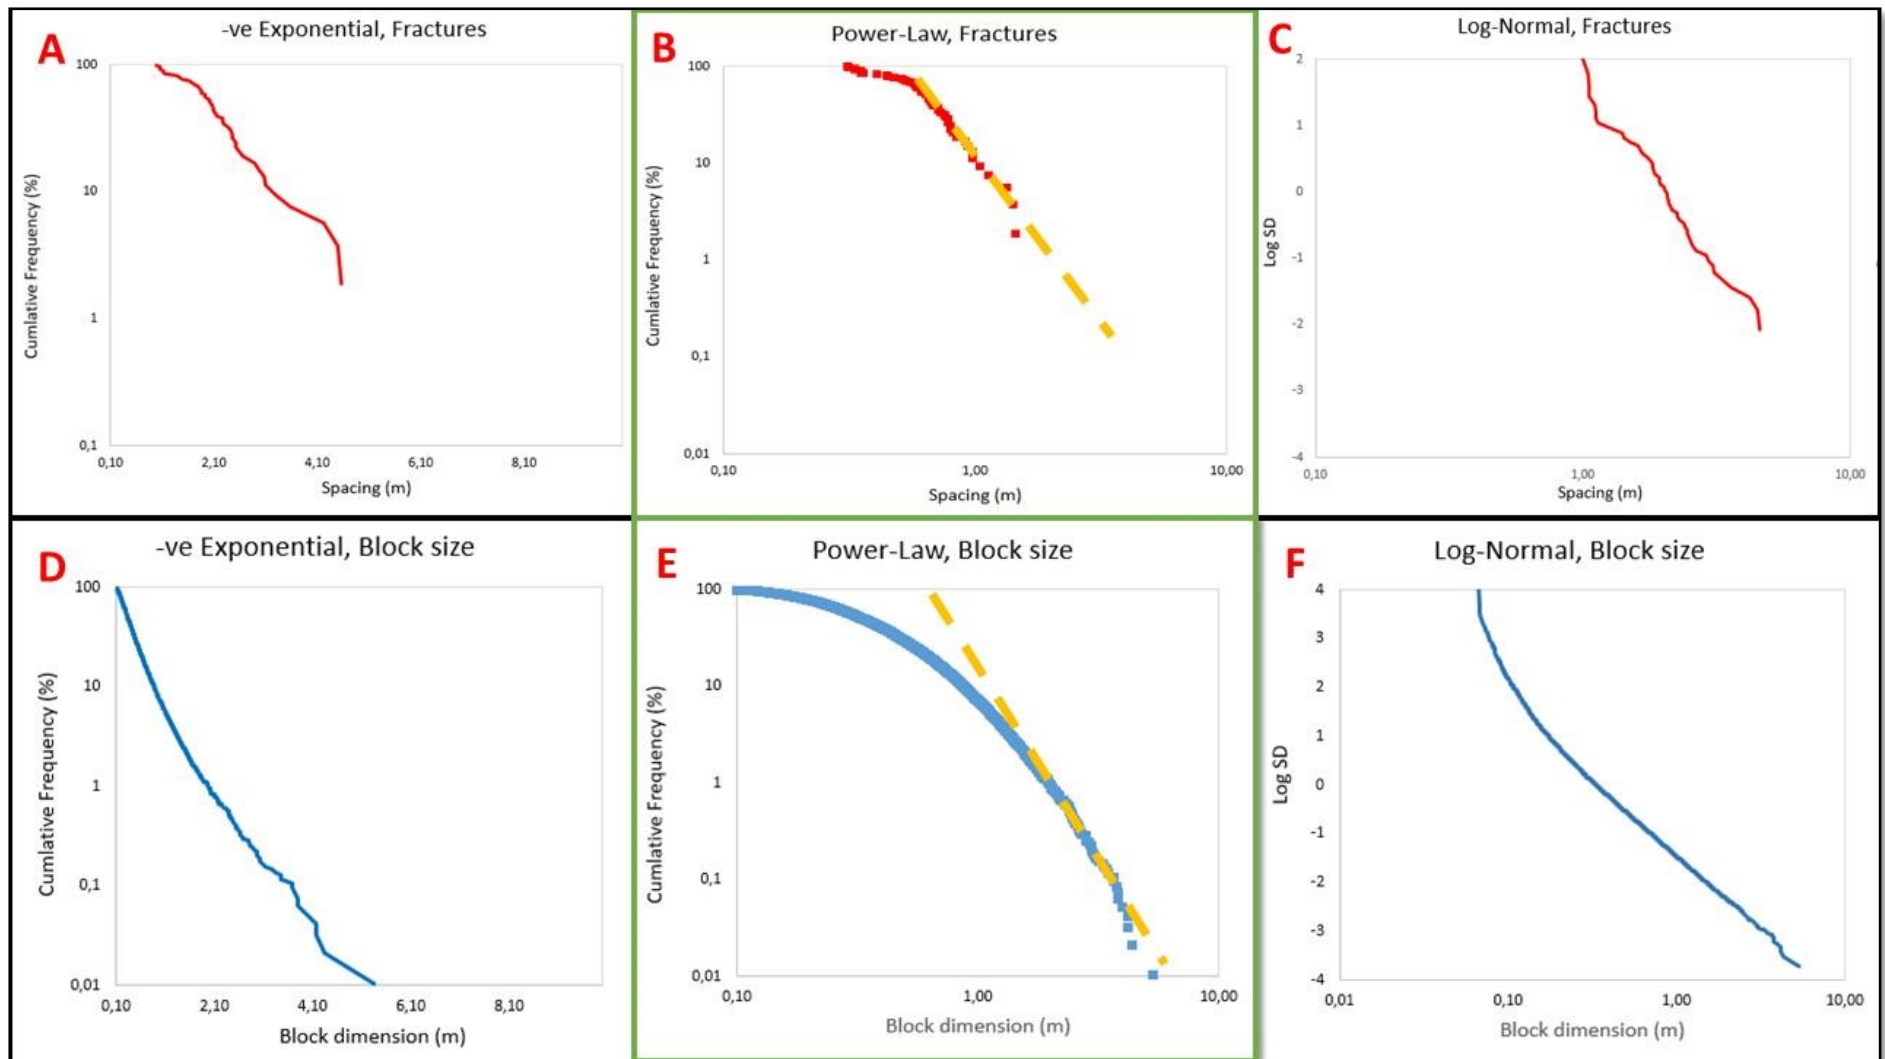 A
-ve Exponential, Fractures
100
10
1
0,1
Cumlative Frequency (%)
0,10 2,10 4,10 6,10 8,10
Spacing (m)
B
Power-Law, Fractures
100
10
1
0,1
0,01
Cumlative Frequency (%)
0,10 1,00 10,00
Spacing (m)
C
Log-Normal, Fractures
2
1
0
-1
-2
-3
-4
Log SD
0,10 1,00 10,00
Spacing (m)
D
-ve Exponential, Block size
100
10
1
0,1
0,01
Cumlative Frequency (%)
0,10 2,10 4,10 6,10 8,10
Block dimension (m)
E
Power-Law, Block size
100
10
1
0,1
0,01
Cumlative Frequency (%)
0,10 1,00 10,00
Block dimension (m)
F
Log-Normal, Block size
4
3
2
1
0
-1
-2
-3
-4
Log SD
0,01 0,10 1,00 10,00
Block dimension (m)